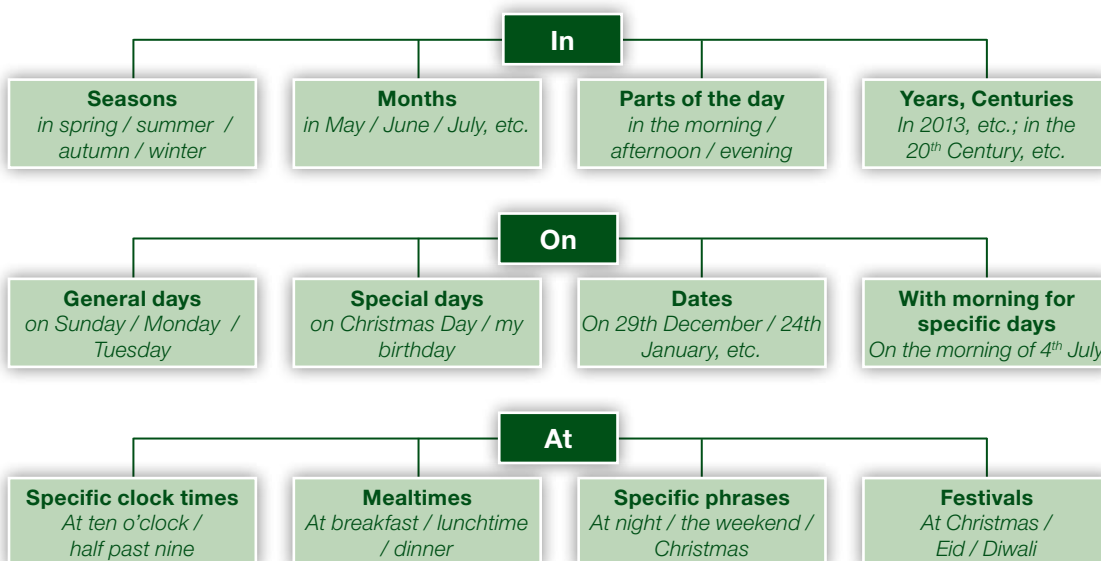 In
Seasons
in spring / summer /
autumn / winter
Months
in May / June / July, etc.
Parts of the day
in the morning /
afternoon / evening
Years, Centuries
In 2013, etc.; in the
20th Century, etc.
On
General days
on Sunday / Monday /
Tuesday
Special days
on Christmas Day / my
birthday
Dates
On 29th December / 24th
January, etc.
With morning for
specific days
On the morning of 4th July
At
Specific clock times
At ten o'clock /
half past nine
Mealtimes
At breakfast / lunchtime
/ dinner
Specific phrases
At night / the weekend /
Christmas
Festivals
At Christmas /
Eid / Diwali